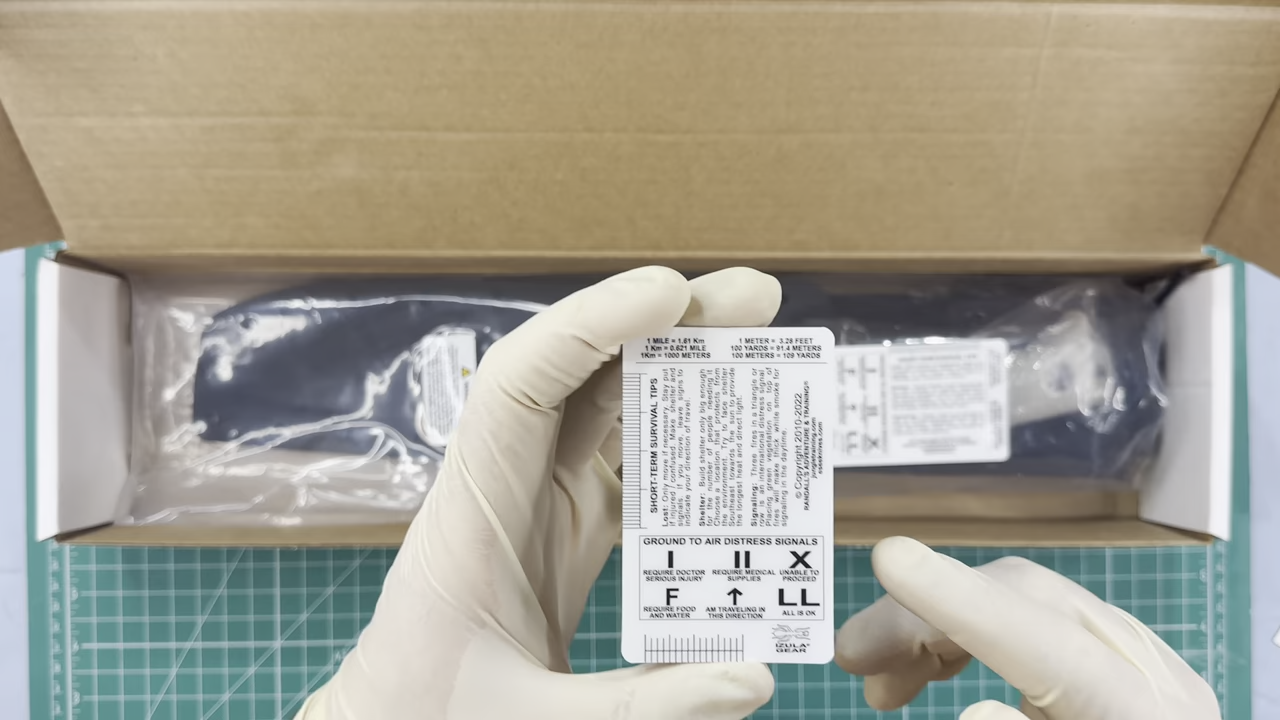 1 MILE = 1.61 Km
1 Km = 0.621 MILE
1Km = 1000 METERS
1 METER = 3.28 FEET
100 YARDS = 91.4 METERS
100 METERS = 109 YARDS
SHORT-TERM SURVIVAL TIPS
Lost: Only move if necessary. Stay put
if injured or confused. Make shelter and
signals. If you move, leave signs to
indicate your direction of travel.
Shelter: Build shelter only big enough
for the number of people needing it
Choose a location that protects from
the environment. Try to face shelter
Southeast towards the sun to provide
the longest heat and direct light.
Signaling: Three fires in a triangle or
row is an international distress signal
Placing green vegetation on top of
fires will make thick white smoke for
signaling in the daytime.
© Copyright 2010-2022
RANDALL'S ADVENTURE & TRAINING®
jungletraining.com
eseeknives.com
GROUND TO AIR DISTRESS SIGNALS
I
REQUIRE DOCTOR
SERIOUS INJURY
II
REQUIRE MEDICAL
SUPPLIES
X
UNABLE TO
PROCEED
F
REQUIRE FOOD
AND WATER
↑
AM TRAVELING IN
THIS DIRECTION
LL
ALL IS OK
IZULA®
GEAR